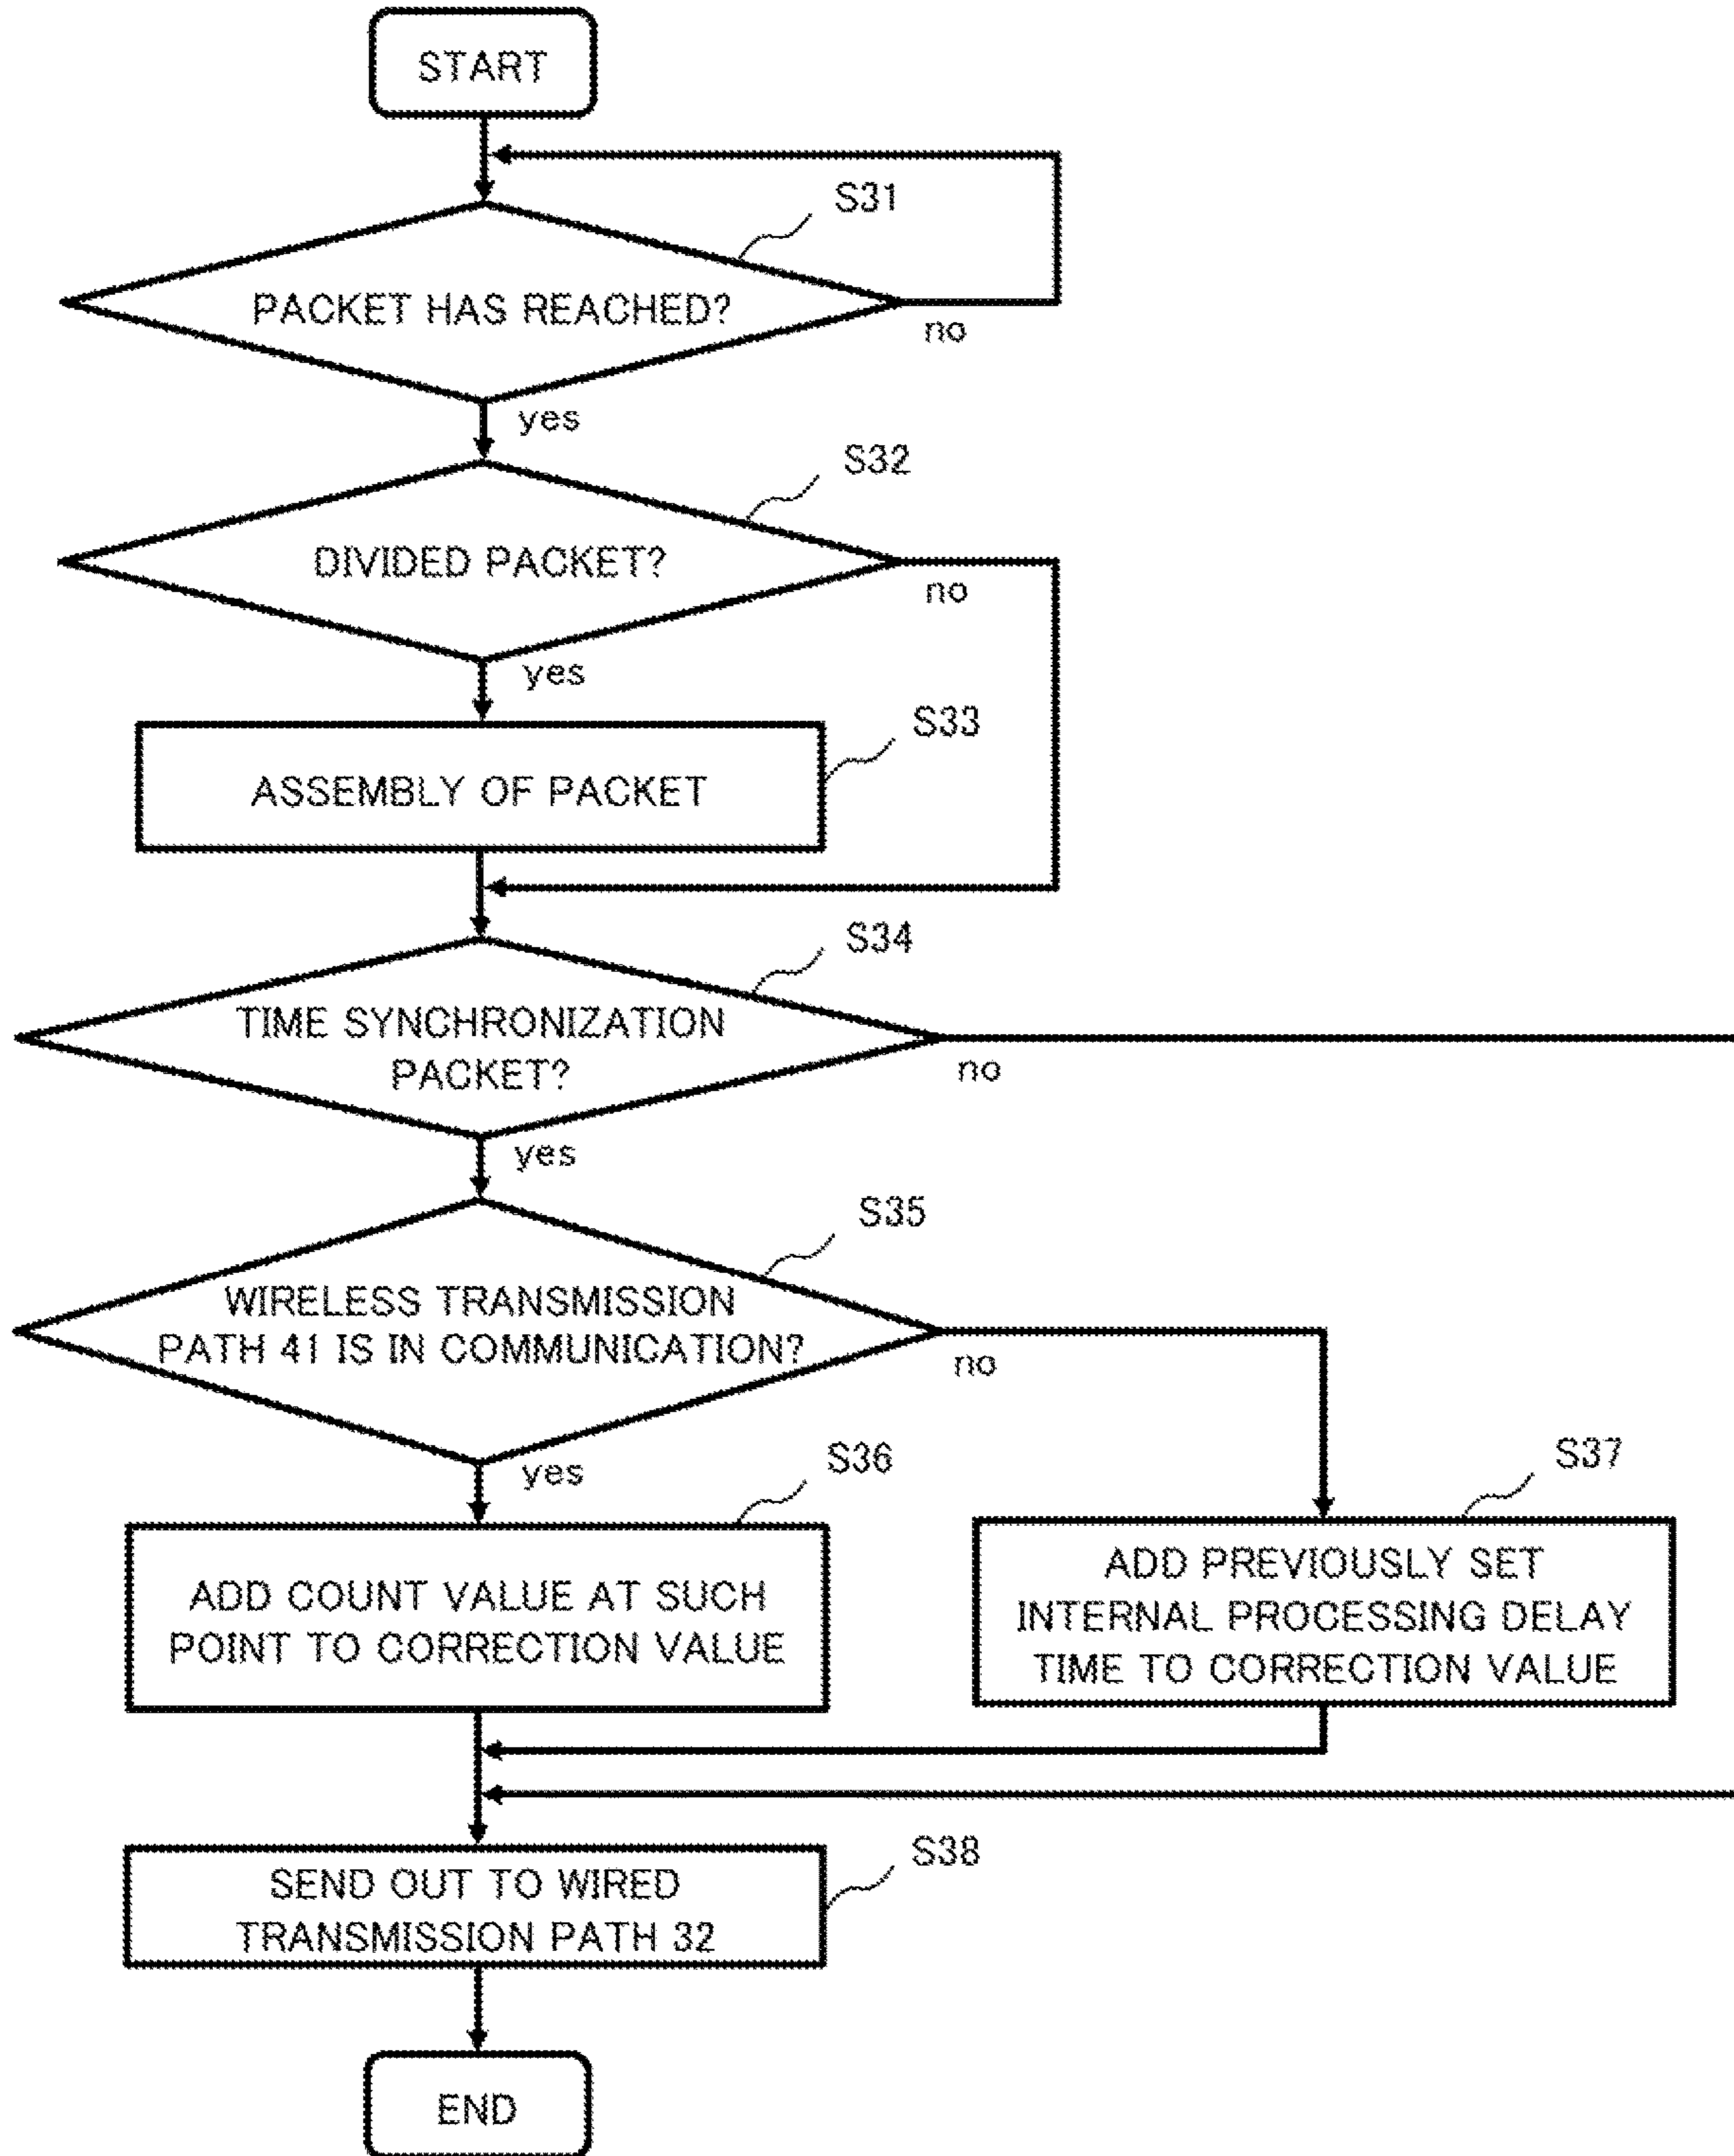 START
S31
PACKET HAS REACHED?
no
yes
S32
DIVIDED PACKET?
no
yes
S33
ASSEMBLY OF PACKET
S34
TIME SYNCHRONIZATION
PACKET?
no
yes
S35
WIRELESS TRANSMISSION
PATH 41 IS IN COMMUNICATION?
no
yes
S36
ADD COUNT VALUE AT SUCH
POINT TO CORRECTION VALUE
S37
ADD PREVIOUSLY SET
INTERNAL PROCESSING DELAY
TIME TO CORRECTION VALUE
S38
SEND OUT TO WIRED
TRANSMISSION PATH 32
END